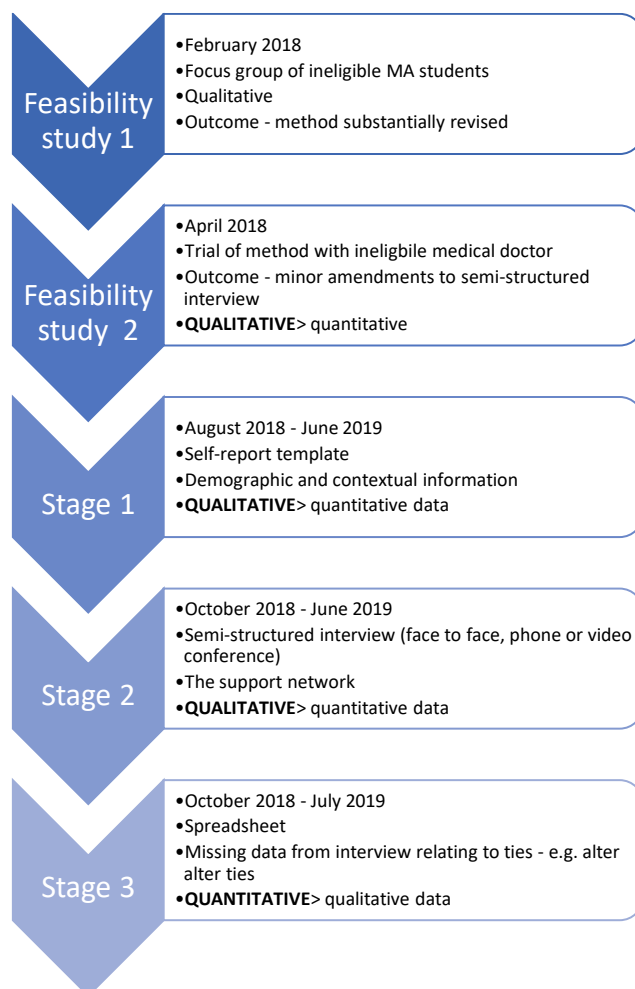 Feasibility
study 1
•February 2018
•Focus group of ineligible MA students
•Qualitative
•Outcome - method substantially revised
Feasibility
study 2
•April 2018
•Trial of method with ineligbile medical doctor
•Outcome - minor amendments to semi-structured
interview
•QUALITATIVE> quantitative
Stage 1
•August 2018 - June 2019
•Self-report template
•Demographic and contextual information
•QUALITATIVE> quantitative data
Stage 2
•October 2018 - June 2019
•Semi-structured interview (face to face, phone or video
conference)
•The support network
•QUALITATIVE> quantitative data
Stage 3
•October 2018 - July 2019
•Spreadsheet
•Missing data from interview relating to ties - e.g. alter
alter ties
•QUANTITATIVE> qualitative data